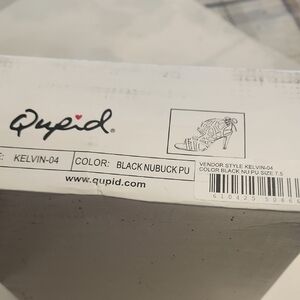 Qupid®
E: KELVIN-04
COLOR: BLACK NUBUCK PU
www.qupid.com
VENDOR STYLE KELVIN-04
COLOR BLACK NU PU SIZE 7.5